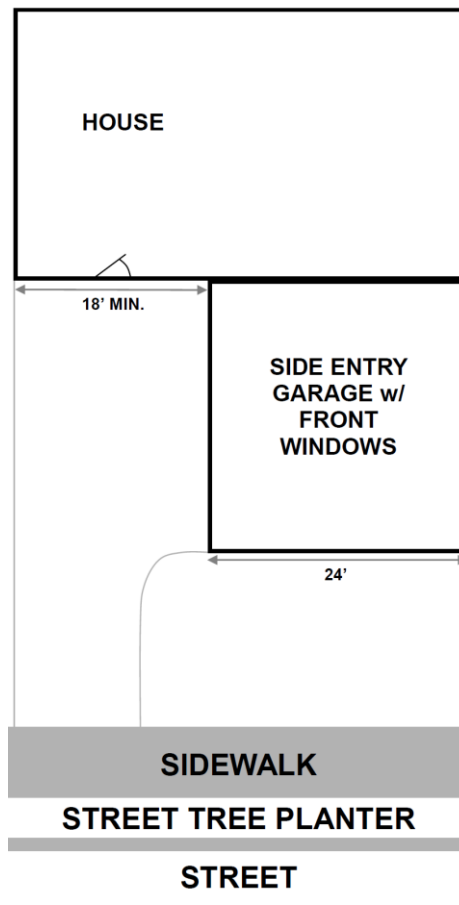 HOUSE
18’ MIN.
SIDE ENTRY
GARAGE w/
FRONT
WINDOWS
24’
SIDEWALK
STREET TREE PLANTER
STREET